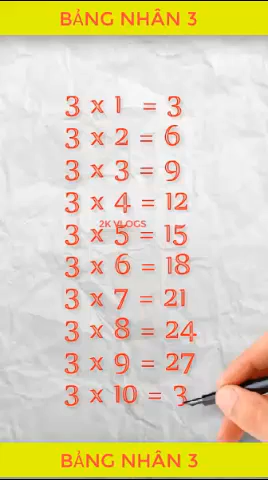 BẢNG NHÂN 3
3 x 1 = 3
3 x 2 = 6
3 x 3 = 9
3 x 4 = 12
2K VLOGS
3 x 5 = 15
3 x 6 = 18
3 x 7 = 21
3 x 8 = 24
3 x 9 = 27
3 x 10 = 3
BẢNG NHÂN 3